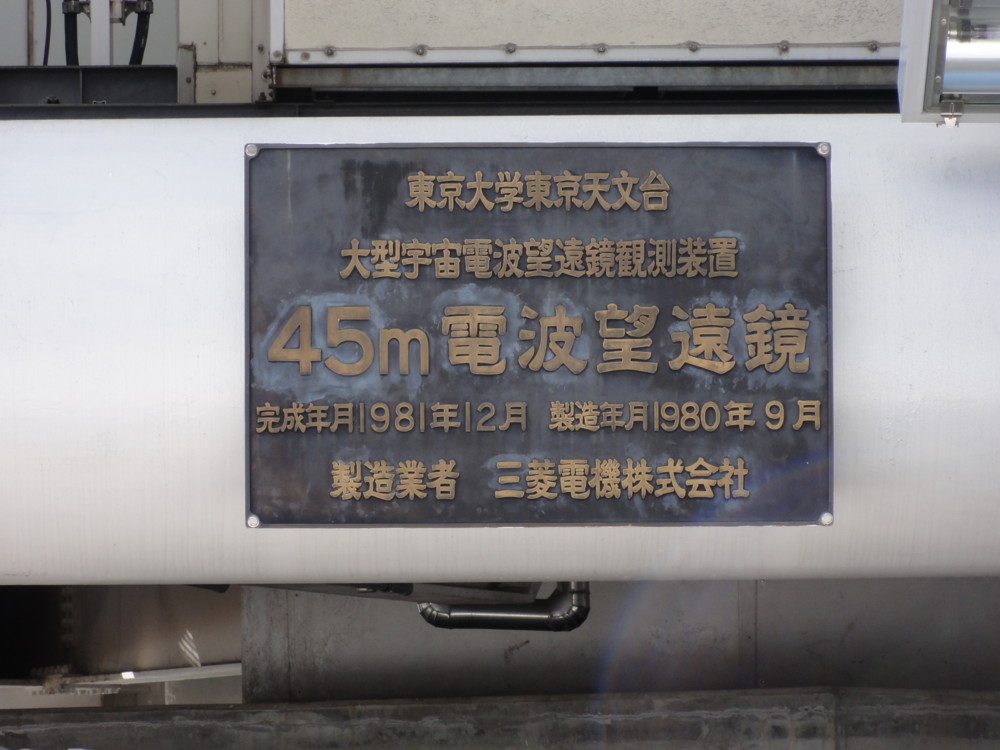 東京大学東京天文台
大型宇宙電波望遠鏡観測装置
45m電波望遠鏡
完成年月1981年12月 製造年月1980年9月
製造業者 三菱電機株式会社